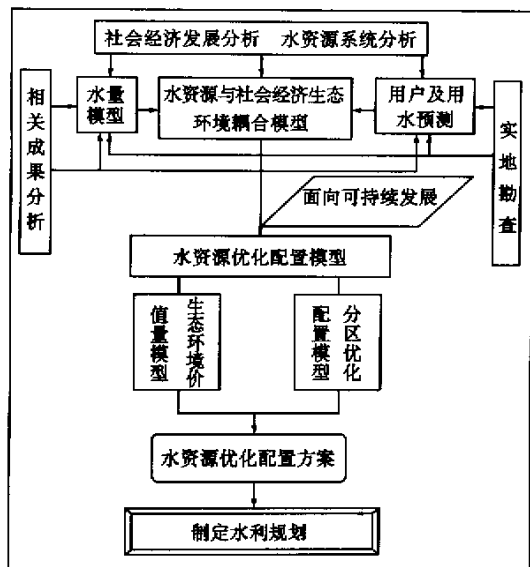 社会经济发展分析 水资源系统分析
相关成果分析
水量
模型
水资源与社会经济生态
环境耦合模型
用户及用
水预测
实地勘查
面向可持续发展
水资源优化配置模型
生态环境价
值量模型
分区优化
配置模型
水资源优化配置方案
制定水利规划